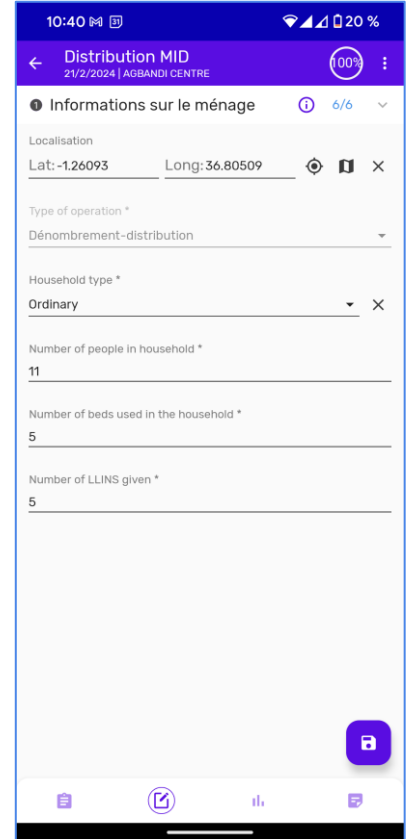 10:40 31 20 %
Distribution MID
21/2/2024 | AGBANDI CENTRE
100%
1 Informations sur le ménage 6/6
Localisation
Lat: -1.26093 Long: 36.80509
Type of operation *
Dénombrement-distribution
Household type *
Ordinary
Number of people in household *
11
Number of beds used in the household *
5
Number of LLINS given *
5